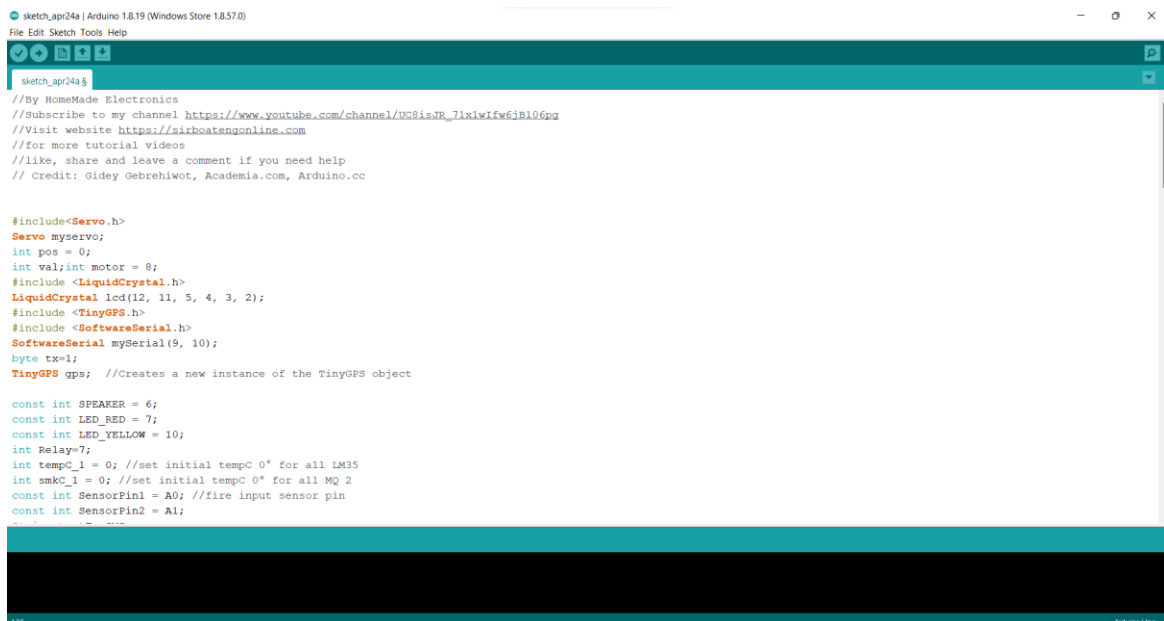 sketch_apr24a | Arduino 1.8.19 (Windows Store 1.8.57.0)
File Edit Sketch Tools Help
sketch_apr24a §
//By HomeMade Electronics
//Subscribe to my channel https://www.youtube.com/channel/UC8isJR_7lx1wIfw6jB106pg
//Visit website https://sirboatengonline.com
//for more tutorial videos
//like, share and leave a comment if you need help
// Credit: Gidey Gebrehiwot, Academia.com, Arduino.cc
#include<Servo.h>
Servo myservo;
int pos = 0;
int val;int motor = 8;
#include <LiquidCrystal.h>
LiquidCrystal lcd(12, 11, 5, 4, 3, 2);
#include <TinyGPS.h>
#include <SoftwareSerial.h>
SoftwareSerial mySerial(9, 10);
byte tx=1;
TinyGPS gps;  //Creates a new instance of the TinyGPS object
const int SPEAKER = 6;
const int LED_RED = 7;
const int LED_YELLOW = 10;
int Relay=7;
int tempC_1 = 0; //set initial tempC 0° for all LM35
int smkC_1 = 0; //set initial tempC 0° for all MQ 2
const int SensorPin1 = A0; //fire input sensor pin
const int SensorPin2 = A1;